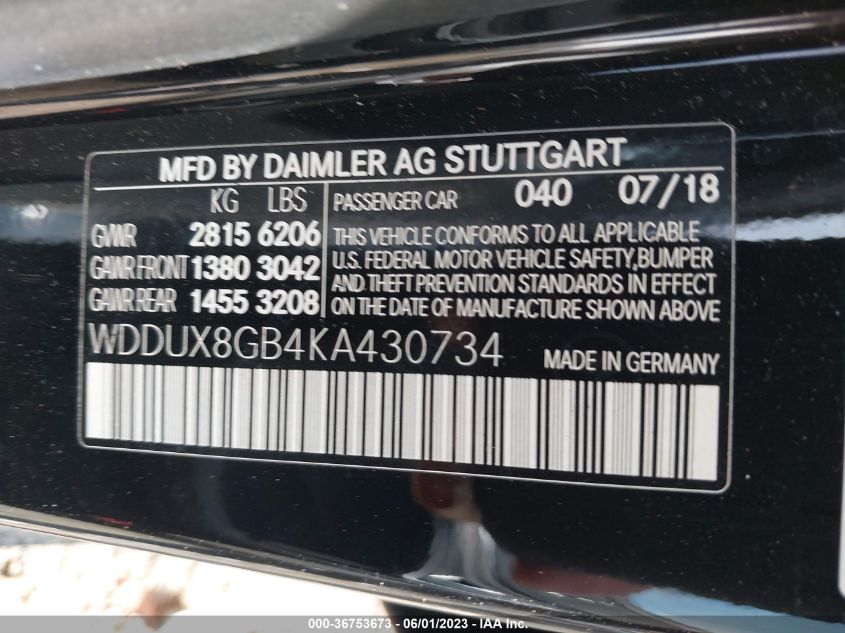 MFD BY DAIMLER AG STUTTGART
KG LBS
GVWR 2815 6206
GAWR FRONT 1380 3042
GAWR REAR 1455 3208
PASSENGER CAR 040 07/18
THIS VEHICLE CONFORMS TO ALL APPLICABLE
U.S. FEDERAL MOTOR VEHICLE SAFETY,BUMPER
AND THEFT PREVENTION STANDARDS IN EFFECT
ON THE DATE OF MANUFACTURE SHOWN ABOVE
WDDUX8GB4KA430734 MADE IN GERMANY
000-36753673 - 06/01/2023 - IAA Inc.